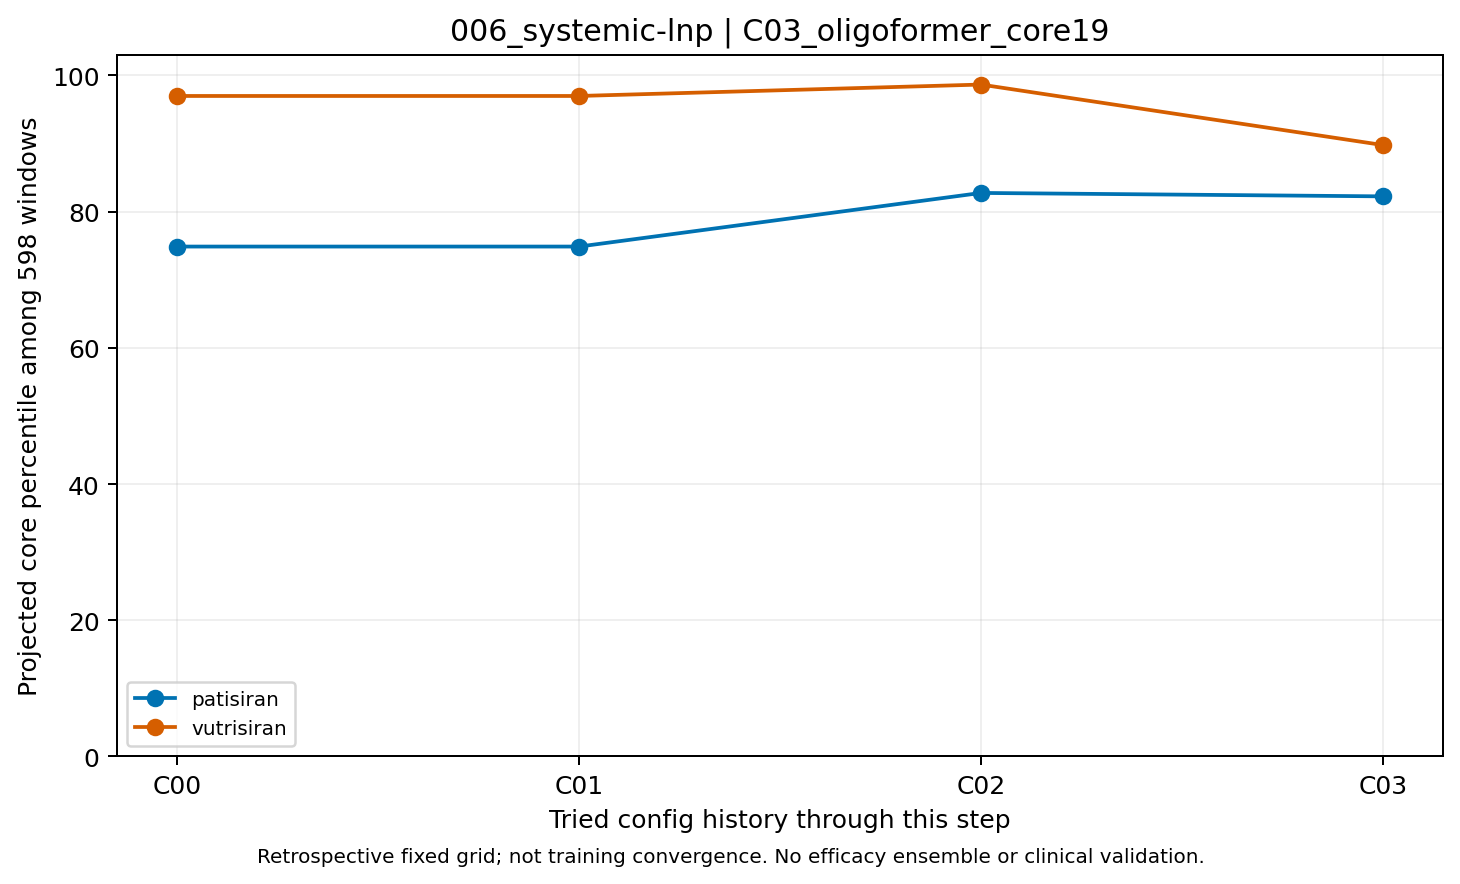 006_systemic-lnp | C03_oligoformer_core19
Projected core percentile among 598 windows
100
80
60
40
20
0
patisiran
vutrisiran
C00 C01 C02 C03
Tried config history through this step
Retrospective fixed grid; not training convergence. No efficacy ensemble or clinical validation.